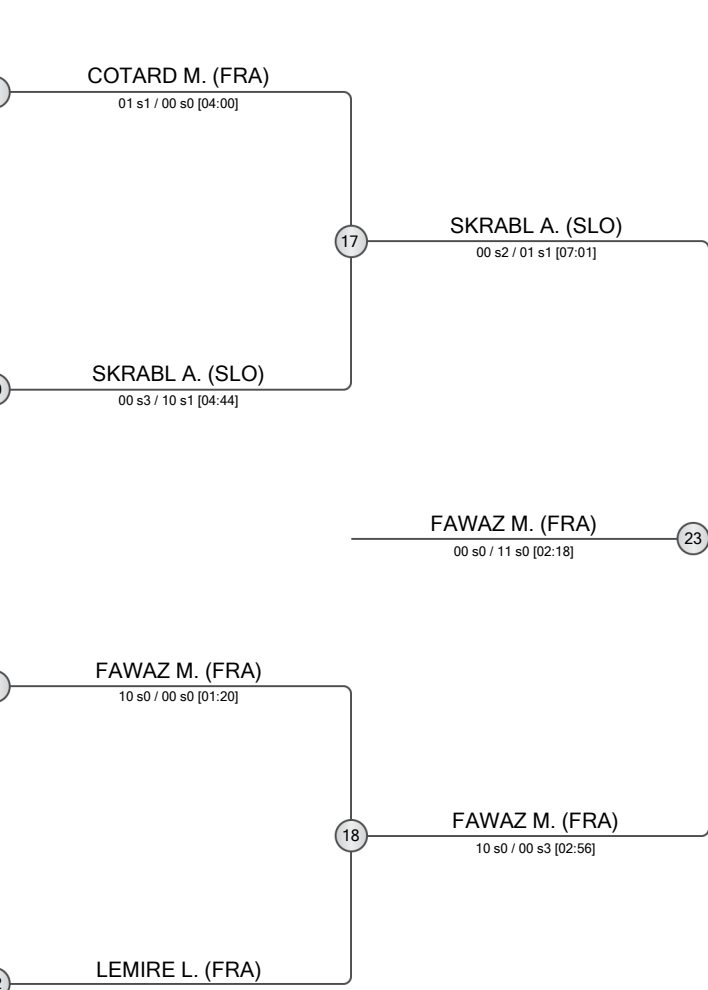 COTARD M. (FRA)
01 s1 / 00 s0 [04:00]
17
SKRABL A. (SLO)
00 s2 / 01 s1 [07:01]
SKRABL A. (SLO)
00 s3 / 10 s1 [04:44]
FAWAZ M. (FRA)
00 s0 / 11 s0 [02:18]
23
FAWAZ M. (FRA)
10 s0 / 00 s0 [01:20]
18
FAWAZ M. (FRA)
10 s0 / 00 s3 [02:56]
LEMIRE L. (FRA)